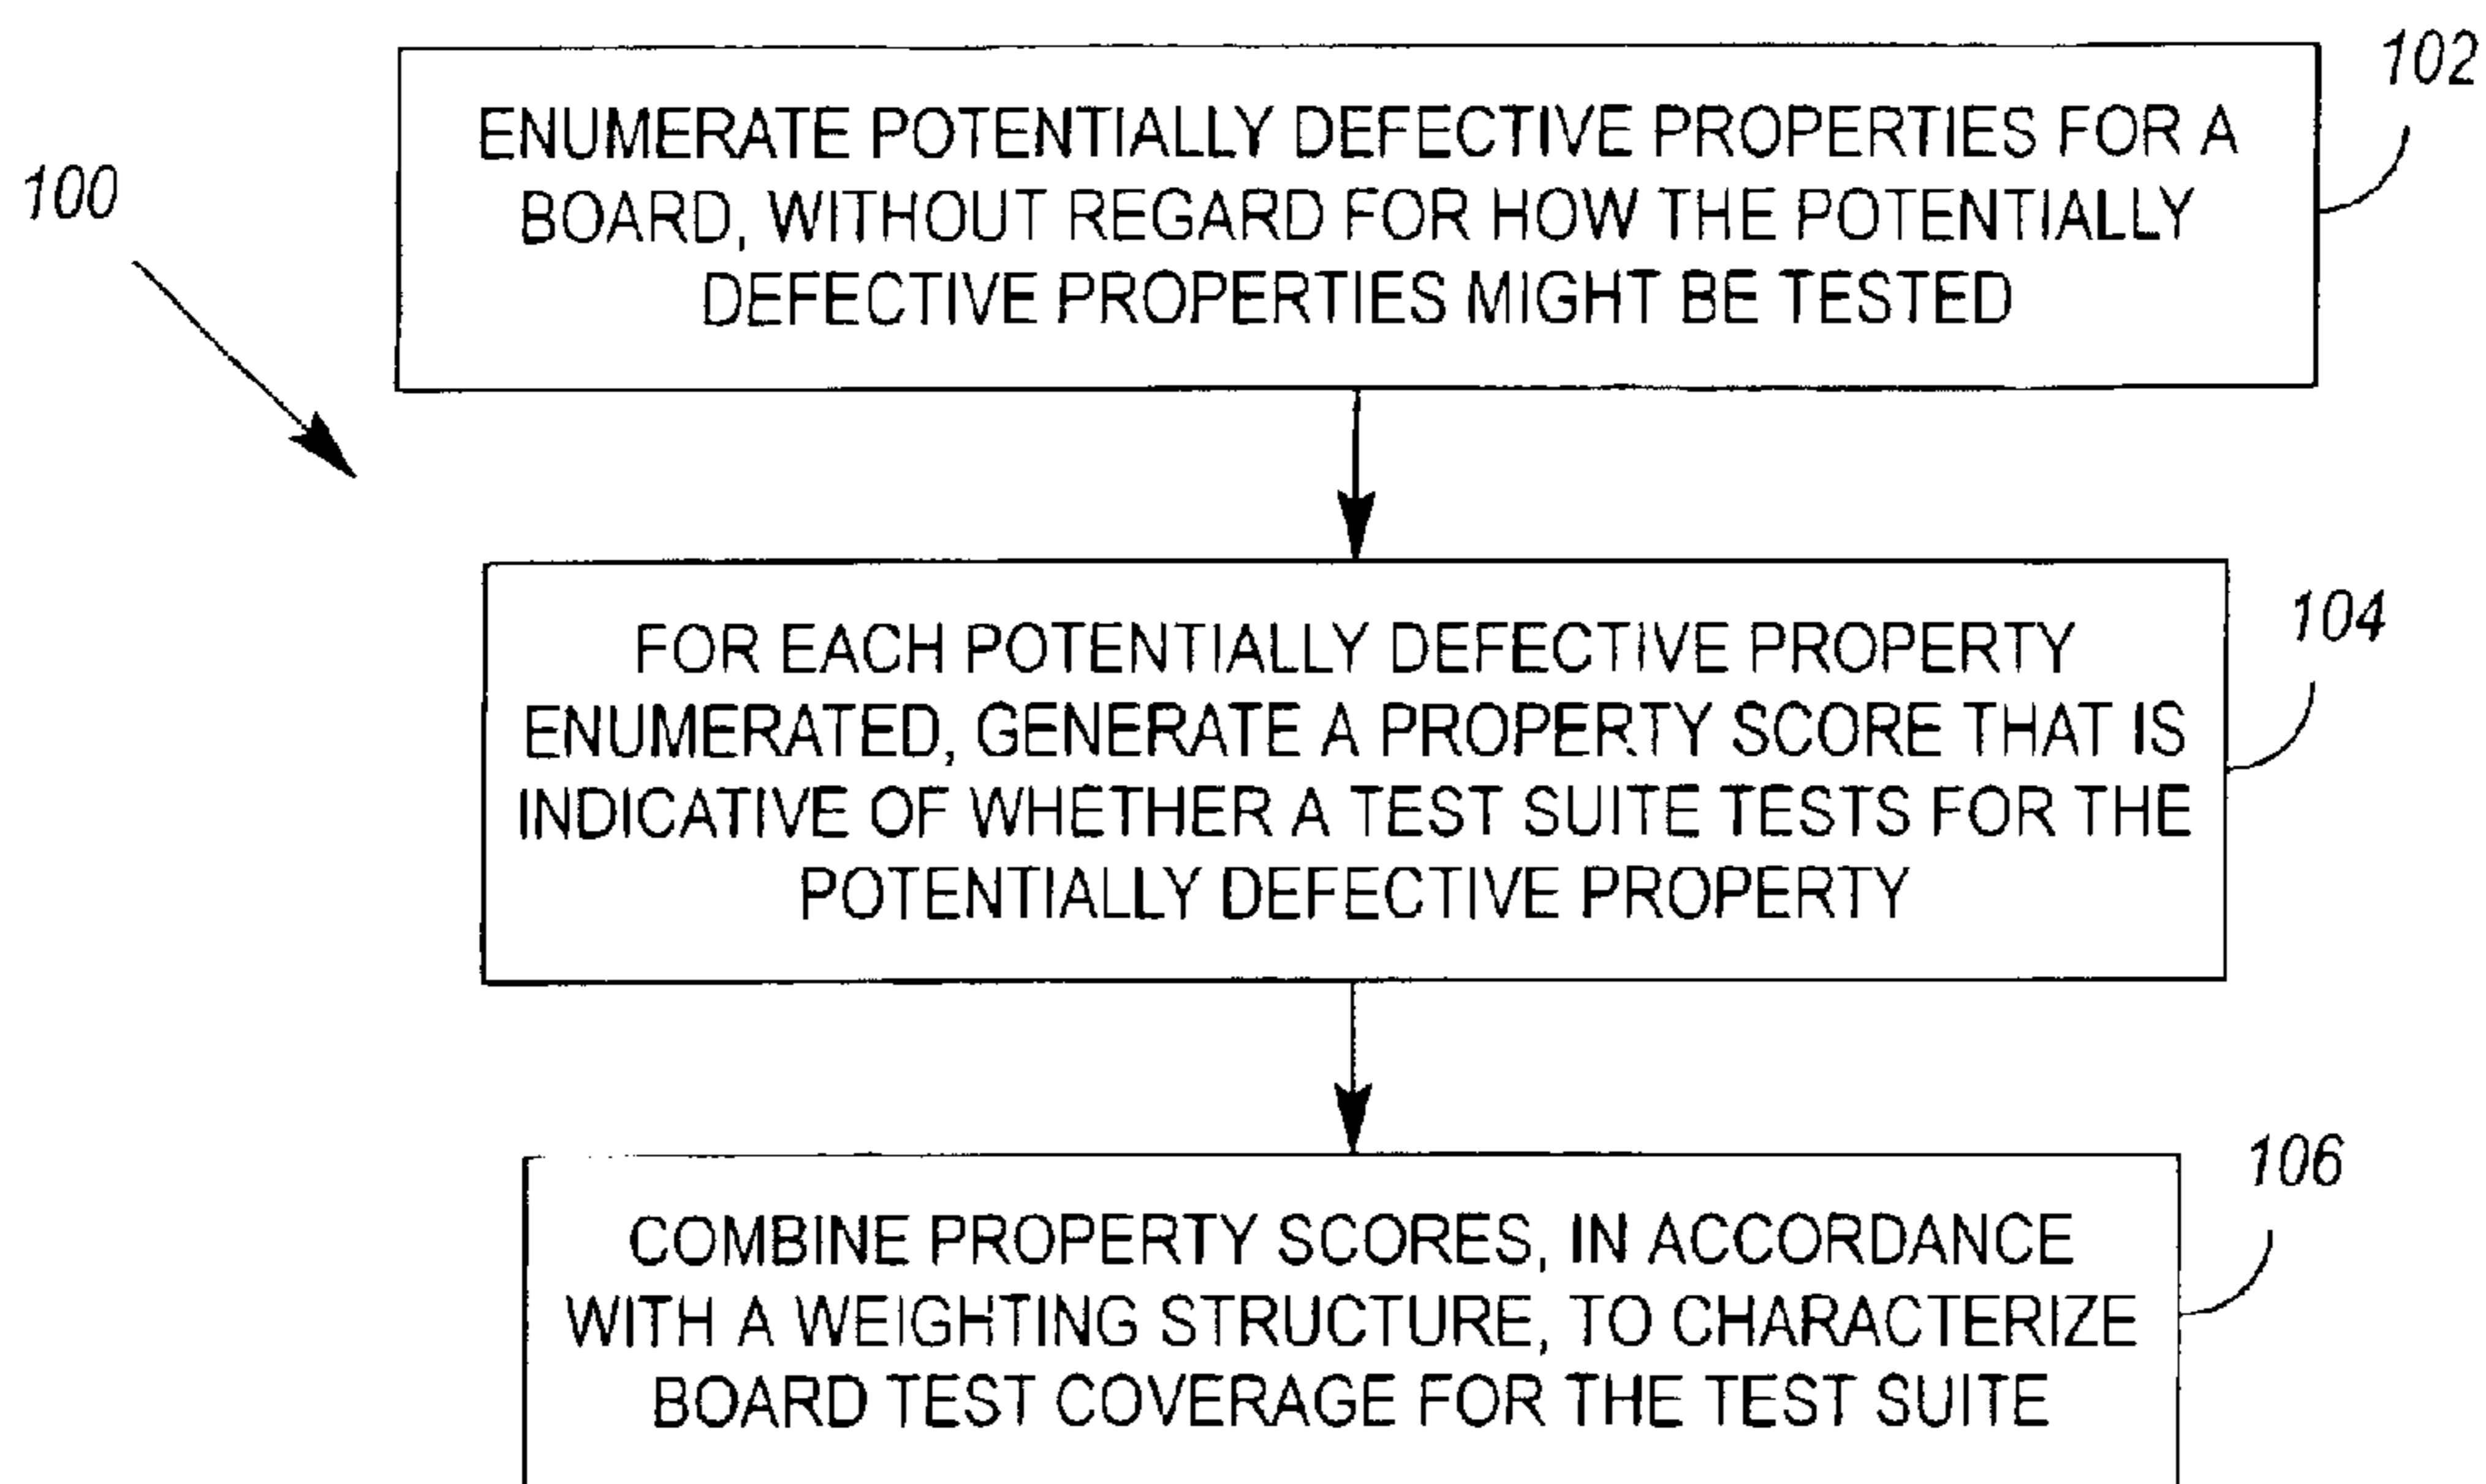 102
ENUMERATE POTENTIALLY DEFECTIVE PROPERTIES FOR A
BOARD, WITHOUT REGARD FOR HOW THE POTENTIALLY
DEFECTIVE PROPERTIES MIGHT BE TESTED
100
104
FOR EACH POTENTIALLY DEFECTIVE PROPERTY
ENUMERATED, GENERATE A PROPERTY SCORE THAT IS
INDICATIVE OF WHETHER A TEST SUITE TESTS FOR THE
POTENTIALLY DEFECTIVE PROPERTY
106
COMBINE PROPERTY SCORES, IN ACCORDANCE
WITH A WEIGHTING STRUCTURE, TO CHARACTERIZE
BOARD TEST COVERAGE FOR THE TEST SUITE